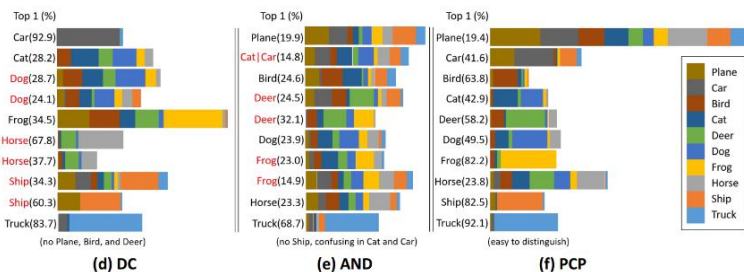 Top 1 (%)
Car(92.9)
Cat(28.2)
Dog(28.7)
Dog(24.1)
Frog(34.5)
Horse(67.8)
Horse(37.7)
Ship(34.3)
Ship(60.3)
Truck(83.7)
(no Plane, Bird, and Deer)
(d) DC
Top 1 (%)
Plane(19.9)
Cat|Car(14.8)
Bird(24.6)
Deer(24.5)
Deer(32.1)
Dog(23.9)
Frog(23.0)
Frog(14.9)
Horse(23.3)
Truck(68.7)
(no Ship, confusing in Cat and Car)
(e) AND
Top 1 (%)
Plane(19.4)
Car(41.6)
Bird(63.8)
Cat(42.9)
Deer(58.2)
Dog(49.5)
Frog(82.2)
Horse(23.8)
Ship(82.5)
Truck(92.1)
(easy to distinguish)
(f) PCP
Plane
Car
Bird
Cat
Deer
Dog
Frog
Horse
Ship
Truck